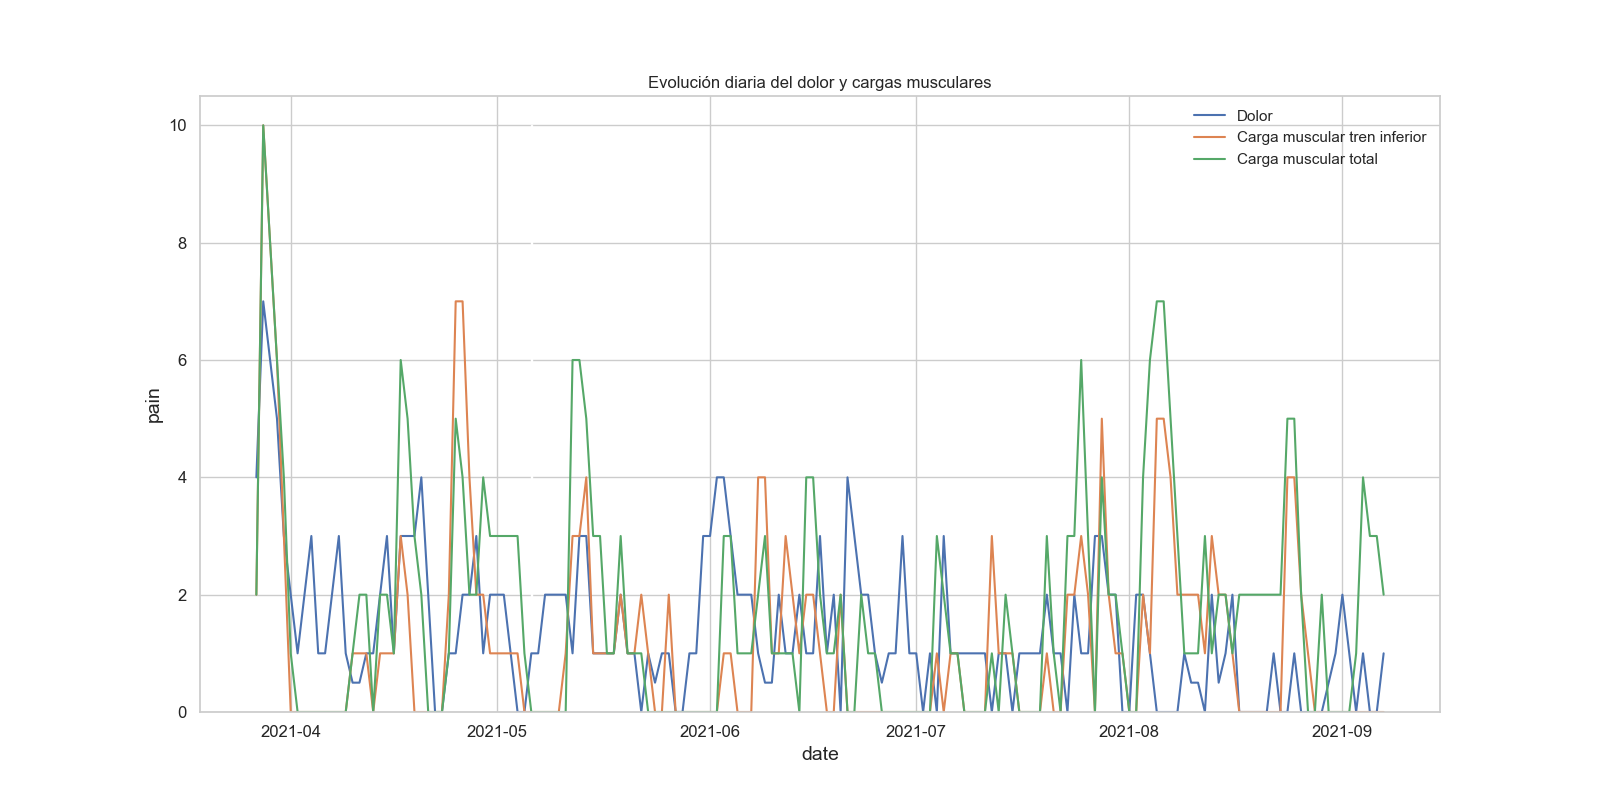 Evolución diaria del dolor y cargas musculares
Dolor
Carga muscular tren inferior
Carga muscular total
10
8
6
4
2
0
pain
2021-04
2021-05
2021-06
2021-07
2021-08
2021-09
date